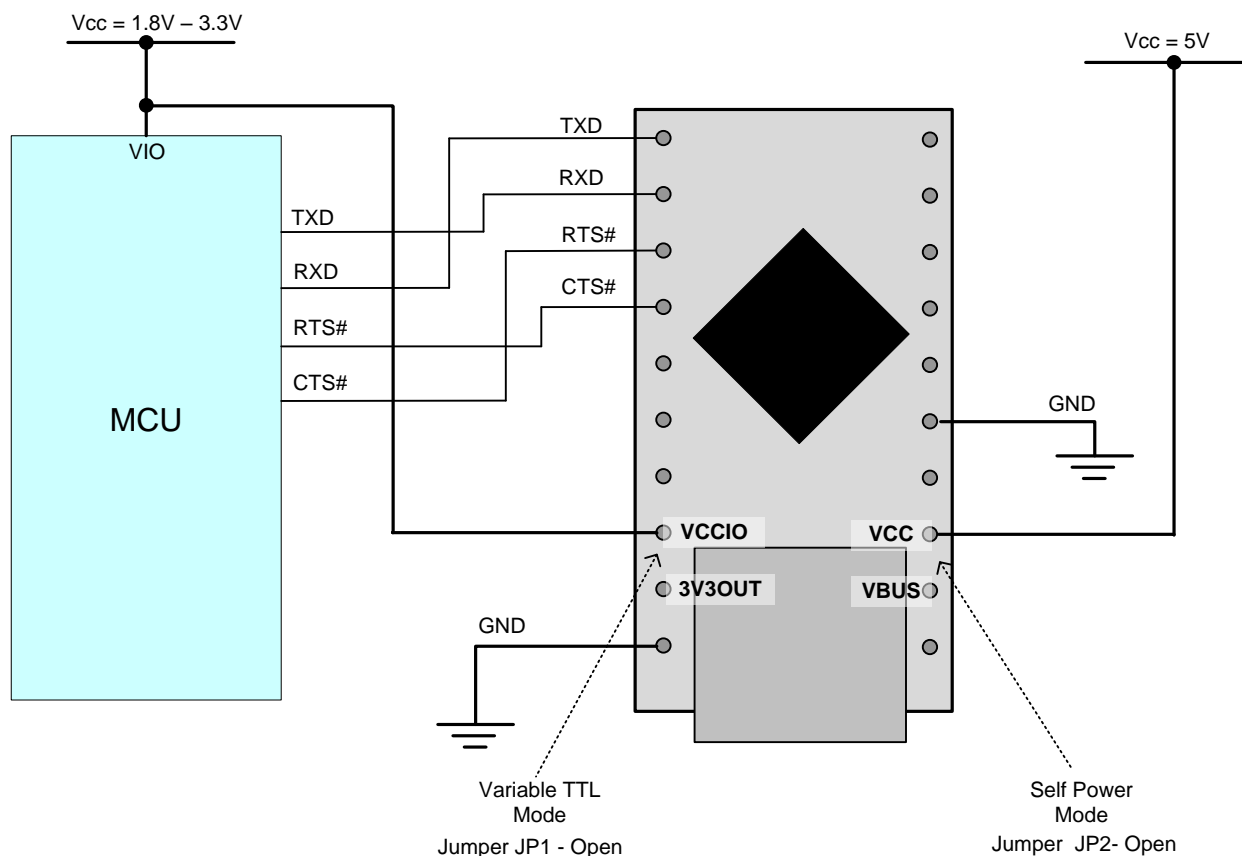 Vcc = 1.8V – 3.3V
Vcc = 5V
VIO
TXD
RXD
RTS#
CTS#
MCU
TXD
RXD
RTS#
CTS#
GND
VCCIO
VCC
3V3OUT
VBUS
GND
Variable TTL
Mode
Jumper JP1 - Open
Self Power
Mode
Jumper JP2- Open